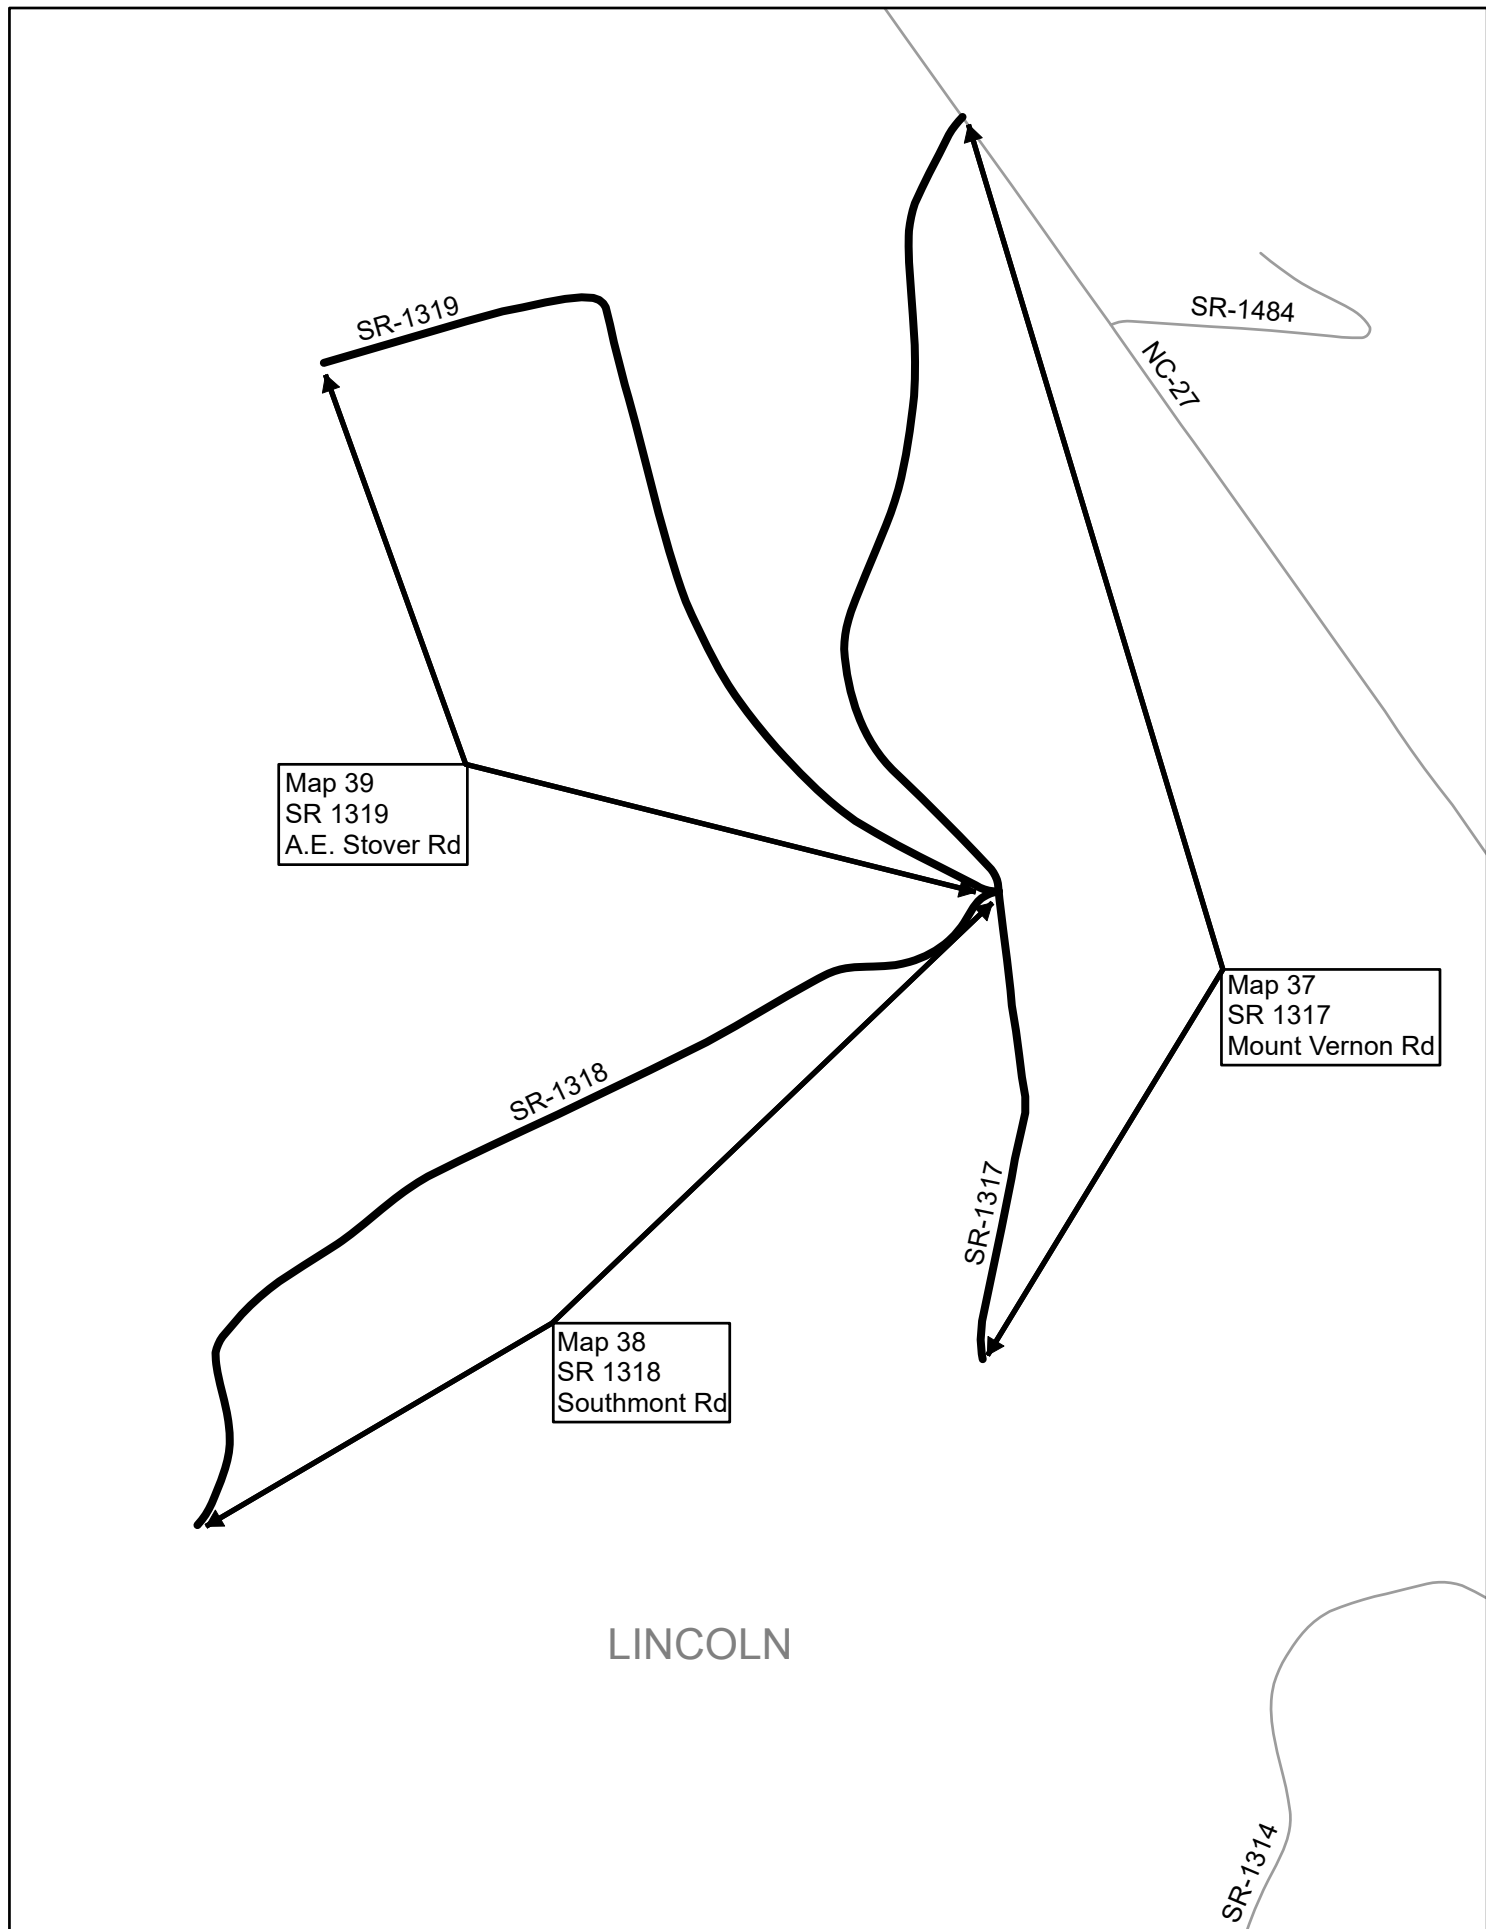 SR-1319
SR-1484
NC-27
Map 39
SR 1319
A.E. Stover Rd
Map 37
SR 1317
Mount Vernon Rd
SR-1318
SR-1317
Map 38
SR 1318
Southmont Rd
LINCOLN
SR-1314